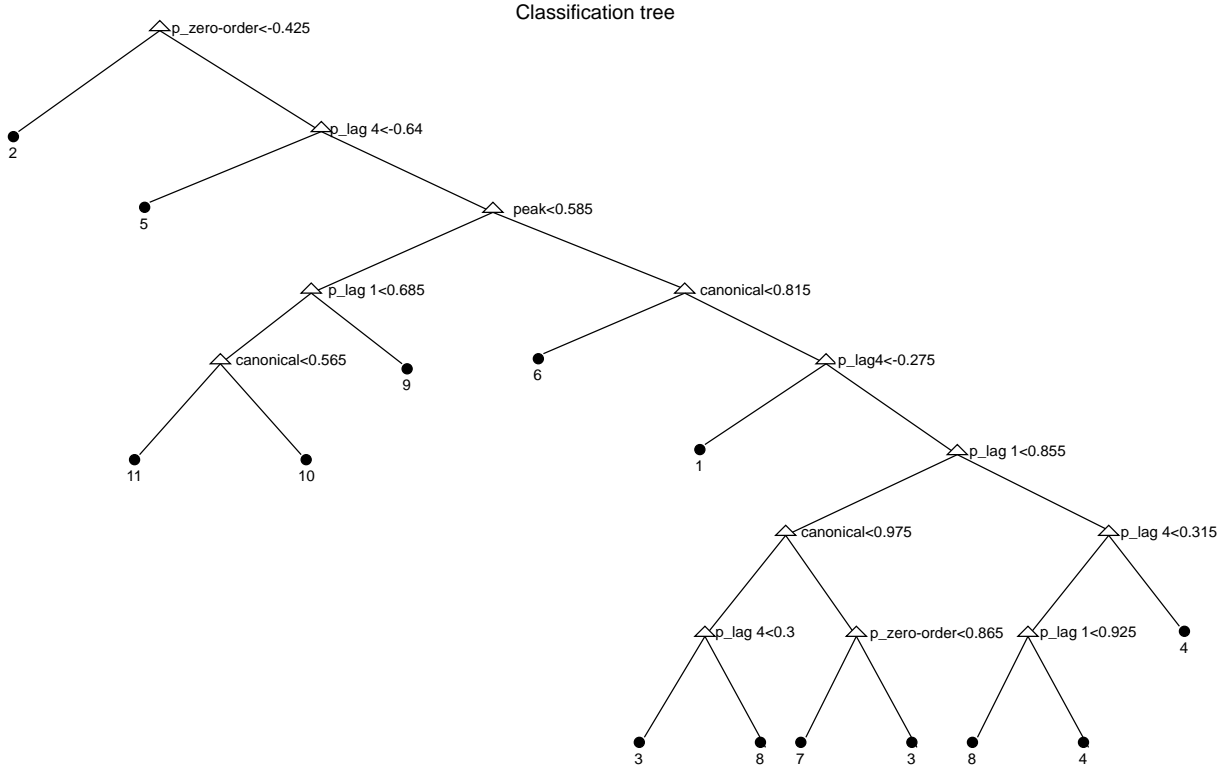 Classification tree
p_zero-order<-0.425
p_lag 4<-0.64
2
5
peak<0.585
p_lag 1<0.685
canonical<0.815
canonical<0.565
9
6
p_lag4<-0.275
11
10
1
p_lag 1<0.855
canonical<0.975
p_lag 4<0.315
p_lag 4<0.3
p_zero-order<0.865
p_lag 1<0.925
4
3
8
7
3
8
4